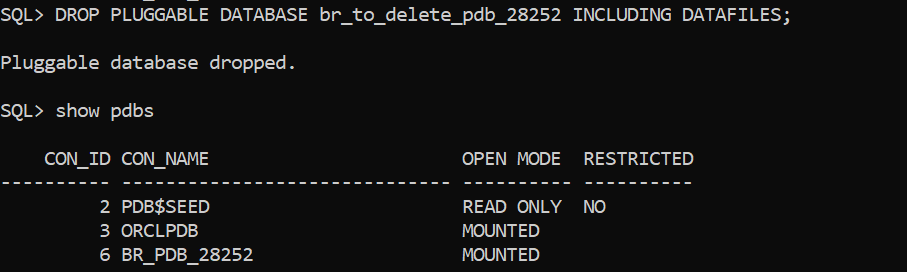 SQL> DROP PLUGGABLE DATABASE br_to_delete_pdb_28252 INCLUDING DATAFILES;
Pluggable database dropped.
SQL> show pdbs
    CON_ID CON_NAME                       OPEN MODE  RESTRICTED
---------- ------------------------------ ---------- ----------
         2 PDB$SEED                       READ ONLY  NO
         3 ORCLPDB                        MOUNTED
         6 BR_PDB_28252                   MOUNTED